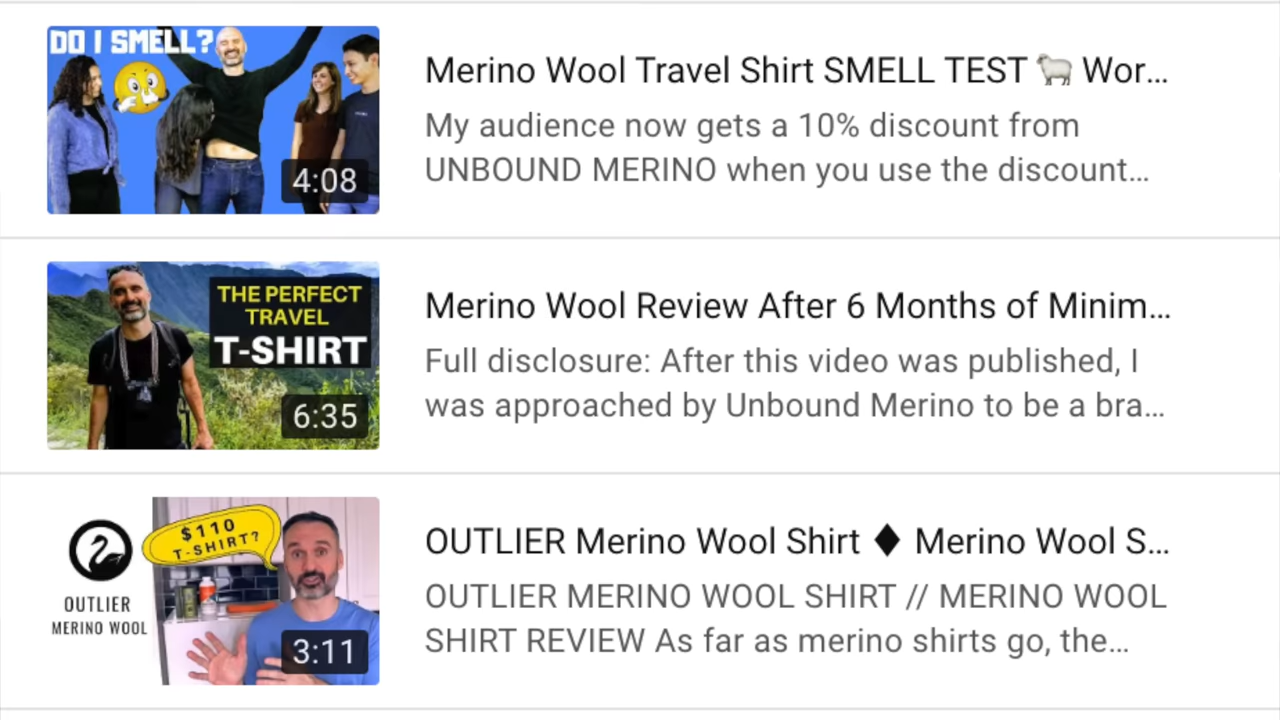 DO I SMELL?
4:08
Merino Wool Travel Shirt SMELL TEST 🐑 Wor...
My audience now gets a 10% discount from
UNBOUND MERINO when you use the discount...
THE PERFECT
TRAVEL
T-SHIRT
6:35
Merino Wool Review After 6 Months of Minim...
Full disclosure: After this video was published, I
was approached by Unbound Merino to be a bra...
$110
T-SHIRT?
OUTLIER
MERINO WOOL
3:11
OUTLIER Merino Wool Shirt ♦ Merino Wool S...
OUTLIER MERINO WOOL SHIRT // MERINO WOOL
SHIRT REVIEW As far as merino shirts go, the...